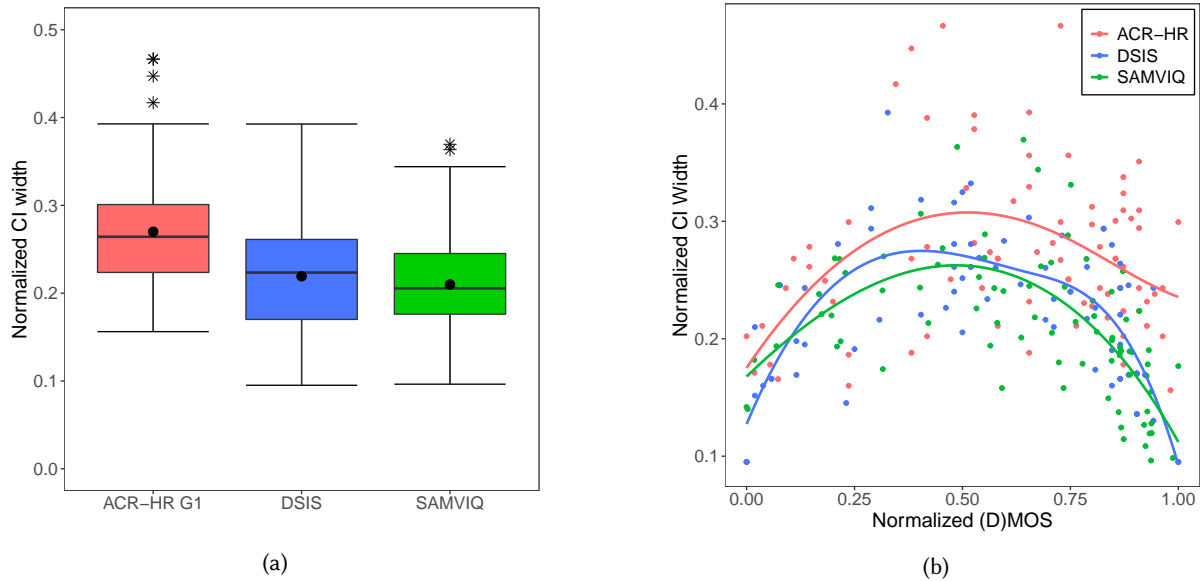 Normalized CI width
0.5
0.4
0.3
0.2
0.1
0.0
ACR−HR G1
DSIS
SAMVIQ
(a)
Normalized CI Width
0.4
0.3
0.2
0.1
ACR−HR
DSIS
SAMVIQ
0.00
0.25
0.50
0.75
1.00
Normalized (D)MOS
(b)